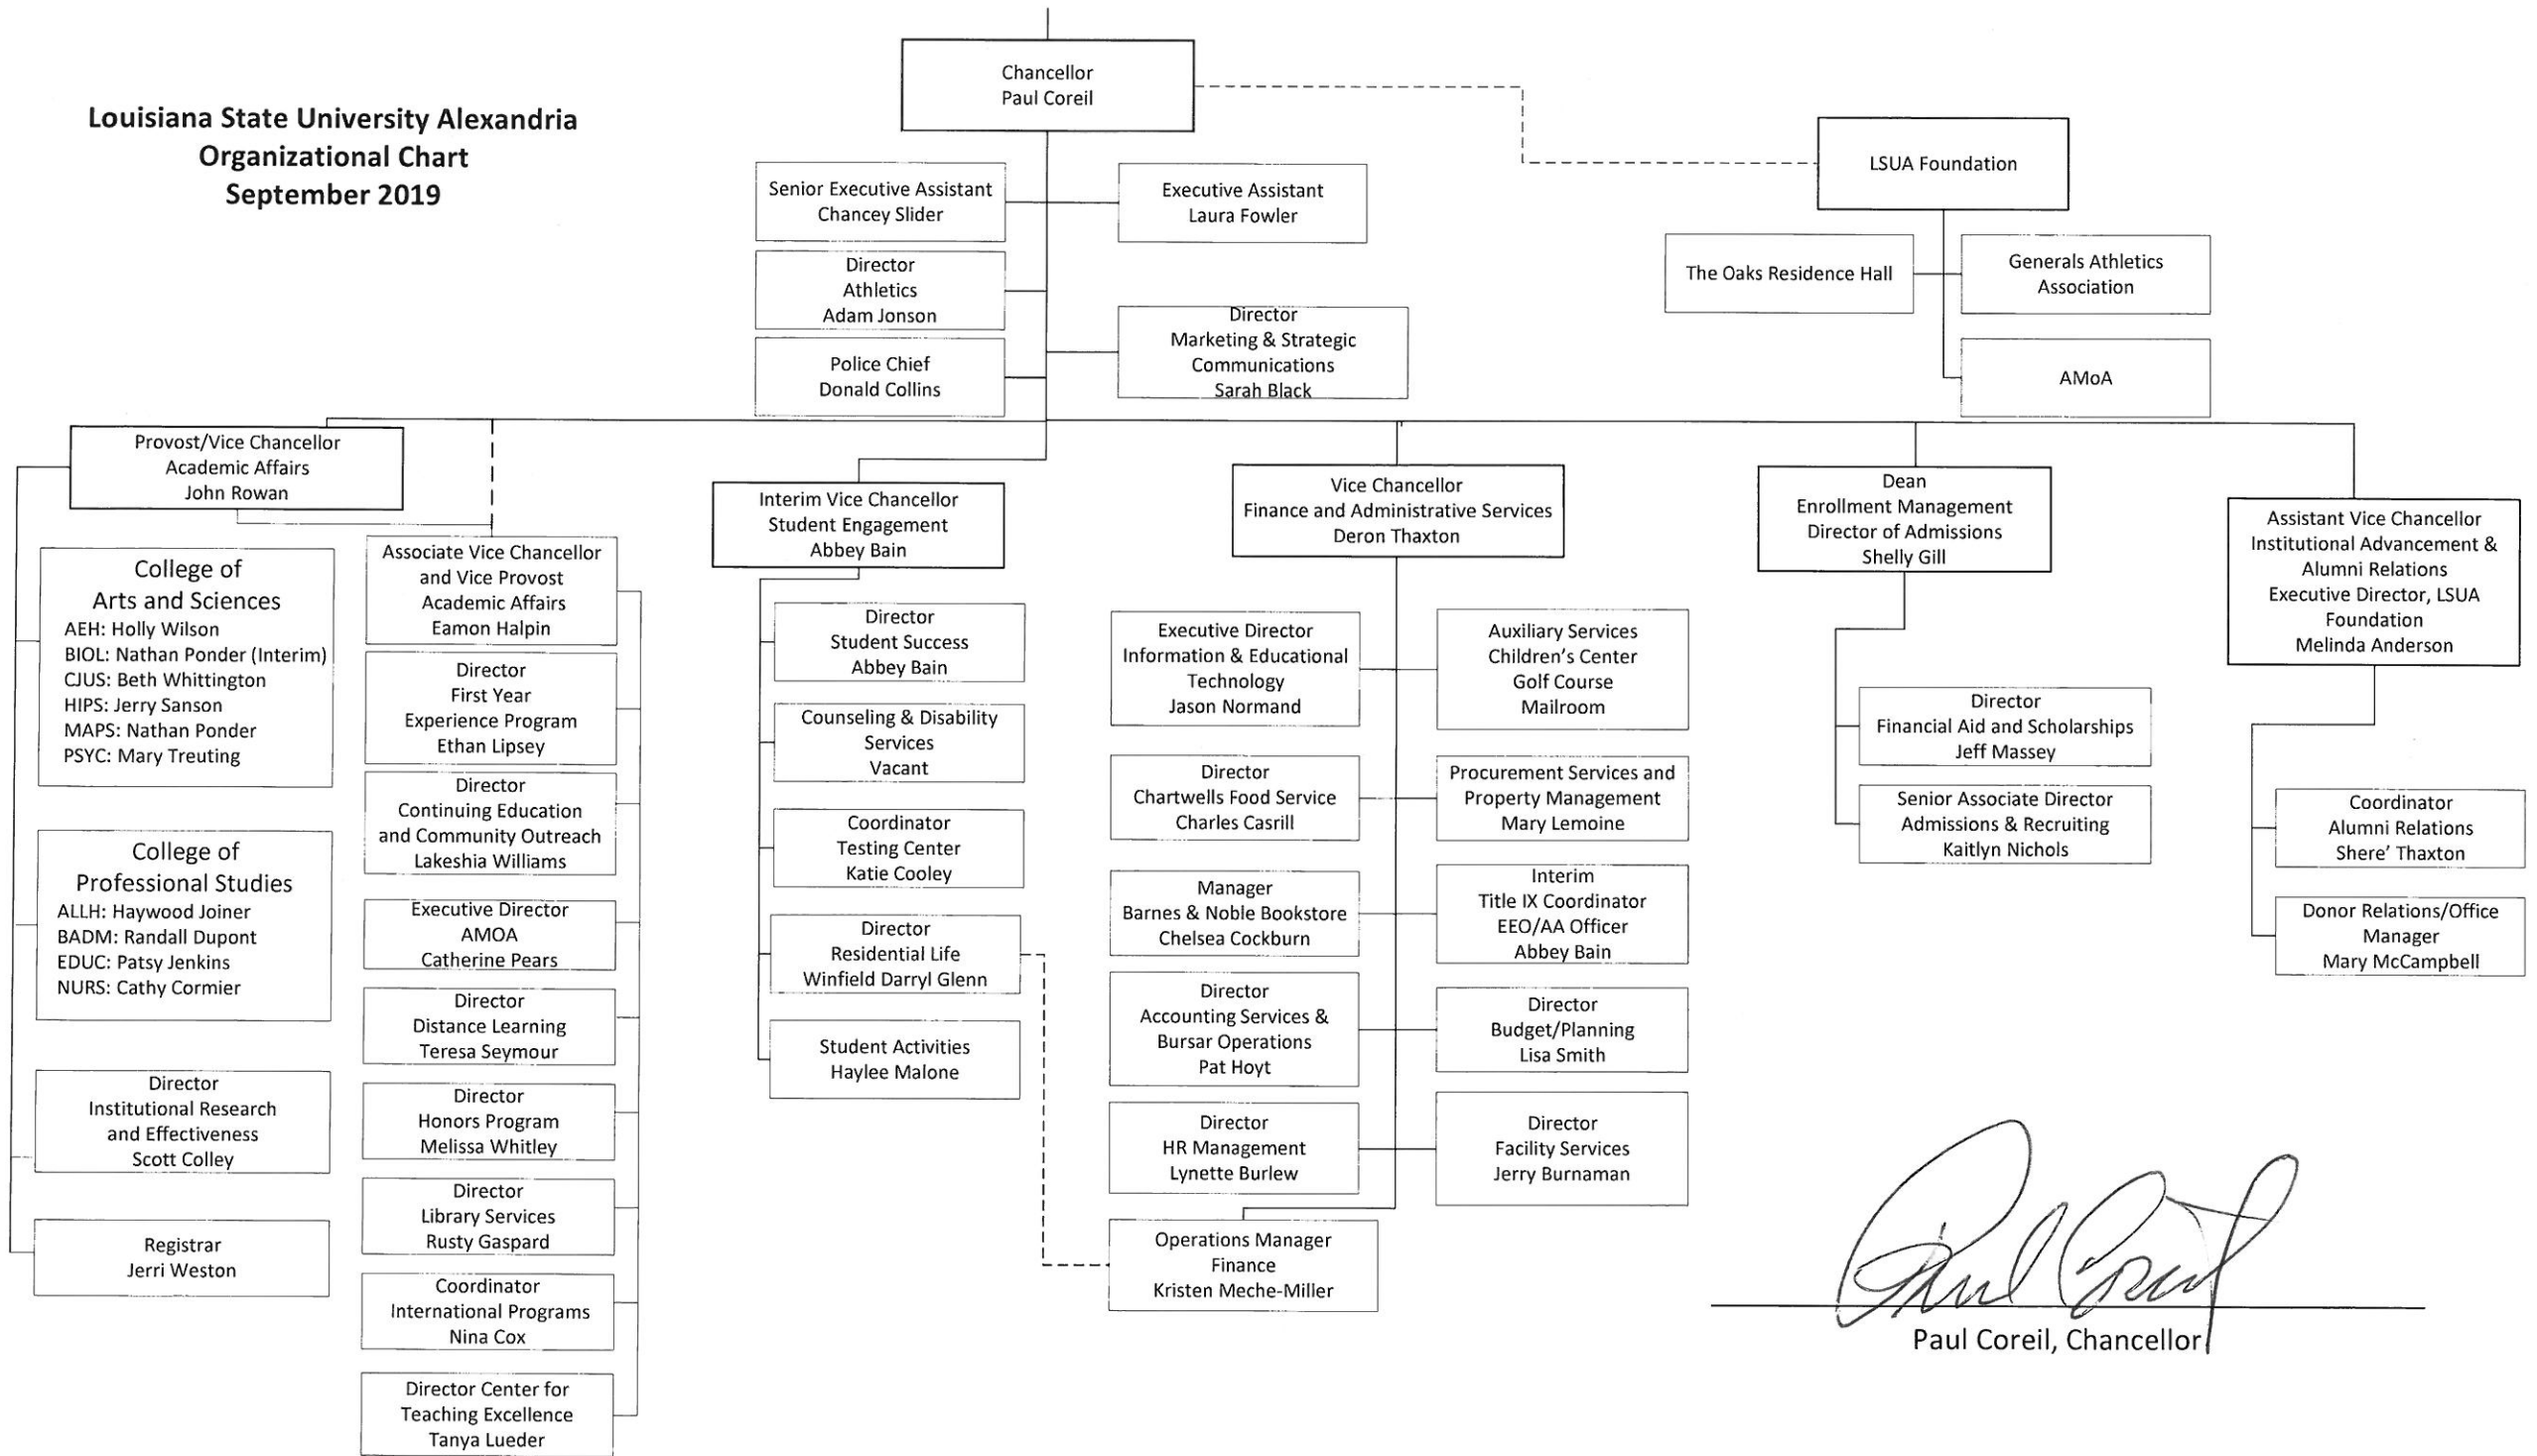 Louisiana State University Alexandria
Organizational Chart
September 2019
Chancellor
Paul Coreil
LSUA Foundation
Senior Executive Assistant
Chancey Slider
Executive Assistant
Laura Fowler
The Oaks Residence Hall
Generals Athletics
Association
Director
Athletics
Adam Jonson
Director
Marketing & Strategic
Communications
Sarah Black
Police Chief
Donald Collins
AMoA
Provost/Vice Chancellor
Academic Affairs
John Rowan
College of
Arts and Sciences
AEH: Holly Wilson
BIOL: Nathan Ponder (Interim)
CJUS: Beth Whittington
HIPS: Jerry Sanson
MAPS: Nathan Ponder
PSYC: Mary Treuting
College of
Professional Studies
ALLH: Haywood Joiner
BADM: Randall Dupont
EDUC: Patsy Jenkins
NURS: Cathy Cormier
Director
Institutional Research
and Effectiveness
Scott Colley
Registrar
Jerri Weston
Associate Vice Chancellor
and Vice Provost
Academic Affairs
Eamon Halpin
Director
First Year
Experience Program
Ethan Lipsey
Director
Continuing Education
and Community Outreach
Lakeshia Williams
Executive Director
AMOA
Catherine Pears
Director
Distance Learning
Teresa Seymour
Director
Honors Program
Melissa Whitley
Director
Library Services
Rusty Gaspard
Coordinator
International Programs
Nina Cox
Director Center for
Teaching Excellence
Tanya Lueder
Interim Vice Chancellor
Student Engagement
Abbey Bain
Director
Student Success
Abbey Bain
Counseling & Disability
Services
Vacant
Coordinator
Testing Center
Katie Cooley
Director
Residential Life
Winfield Darryl Glenn
Student Activities
Haylee Malone
Vice Chancellor
Finance and Administrative Services
Deron Thaxton
Executive Director
Information & Educational
Technology
Jason Normand
Auxiliary Services
Children's Center
Golf Course
Mailroom
Director
Chartwells Food Service
Charles Casrill
Procurement Services and
Property Management
Mary Lemoine
Manager
Barnes & Noble Bookstore
Chelsea Cockburn
Interim
Title IX Coordinator
EEO/AA Officer
Abbey Bain
Director
Accounting Services &
Bursar Operations
Pat Hoyt
Director
Budget/Planning
Lisa Smith
Director
HR Management
Lynette Burlew
Director
Facility Services
Jerry Burnaman
Operations Manager
Finance
Kristen Meche-Miller
Dean
Enrollment Management
Director of Admissions
Shelly Gill
Director
Financial Aid and Scholarships
Jeff Massey
Senior Associate Director
Admissions & Recruiting
Kaitlyn Nichols
Assistant Vice Chancellor
Institutional Advancement &
Alumni Relations
Executive Director, LSUA
Foundation
Melinda Anderson
Coordinator
Alumni Relations
Shere' Thaxton
Donor Relations/Office
Manager
Mary McCampbell
Paul Coreil
Paul Coreil, Chancellor